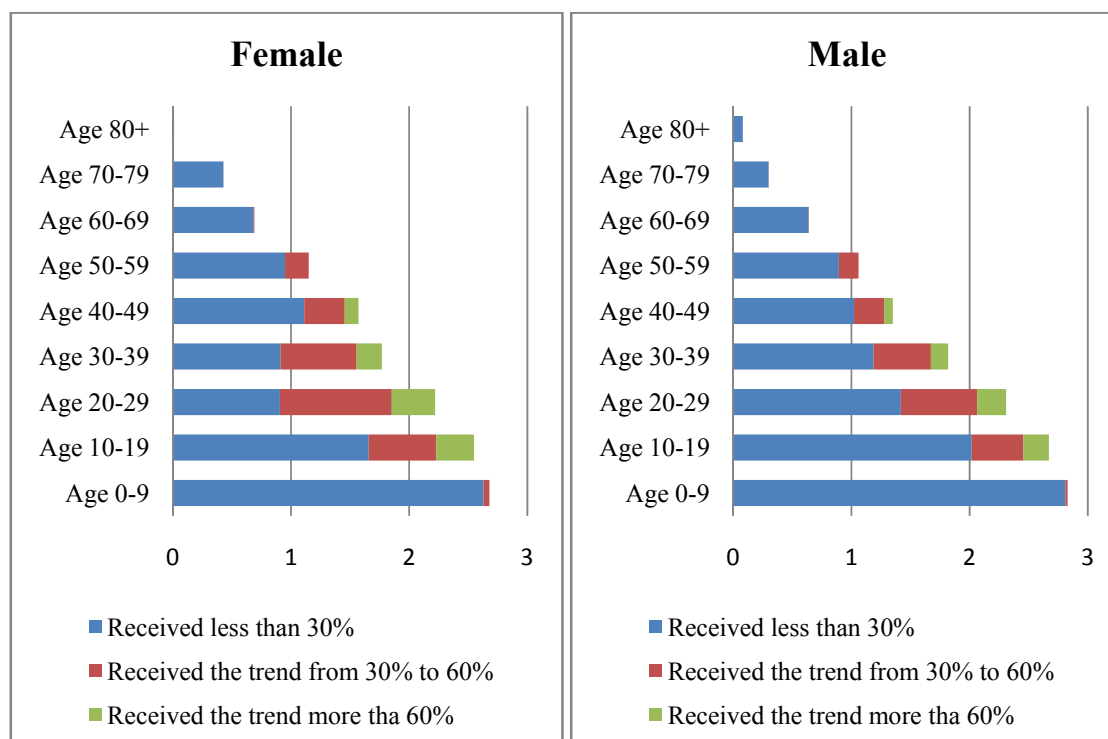 Female
Age 80+
Age 70-79
Age 60-69
Age 50-59
Age 40-49
Age 30-39
Age 20-29
Age 10-19
Age 0-9
0 1 2 3
Received less than 30%
Received the trend from 30% to 60%
Received the trend more tha 60%
Male
Age 80+
Age 70-79
Age 60-69
Age 50-59
Age 40-49
Age 30-39
Age 20-29
Age 10-19
Age 0-9
0 1 2 3
Received less than 30%
Received the trend from 30% to 60%
Received the trend more tha 60%